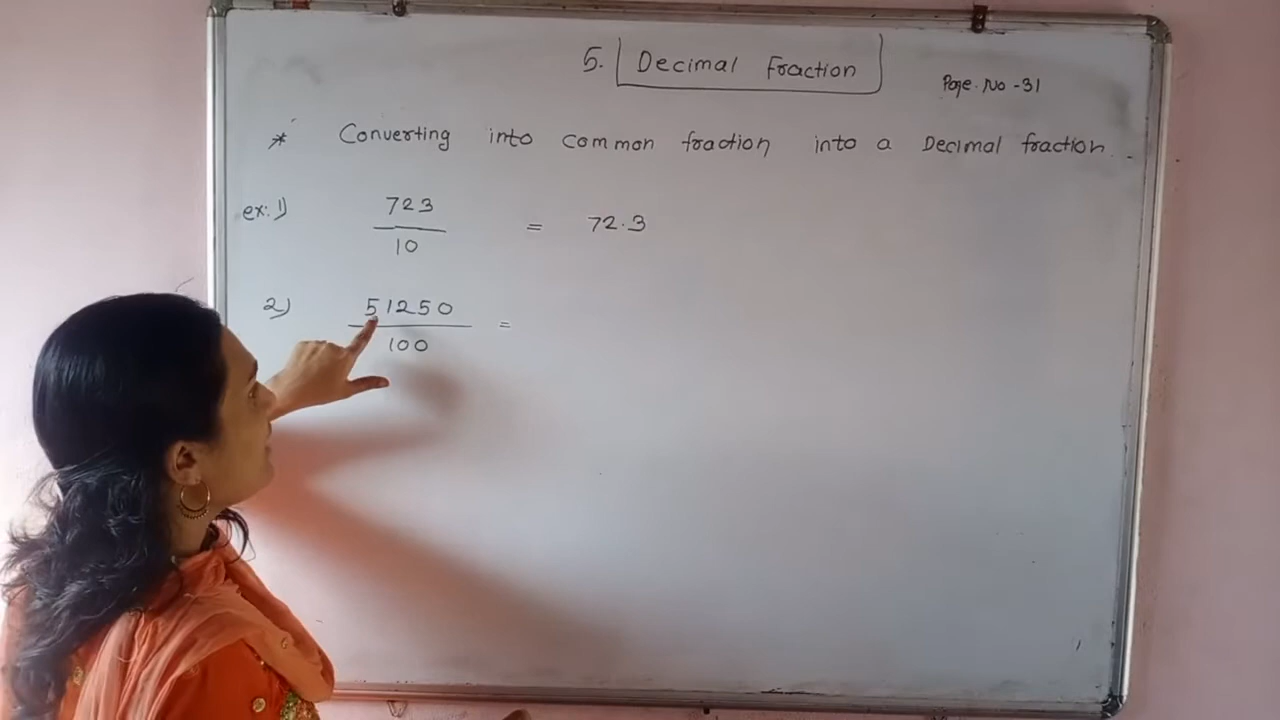 5. Decimal Fraction
Page. No -31
* Converting into common fraction into a Decimal fraction.
ex: 1) 723/10 = 72.3
2) 51250/100 =